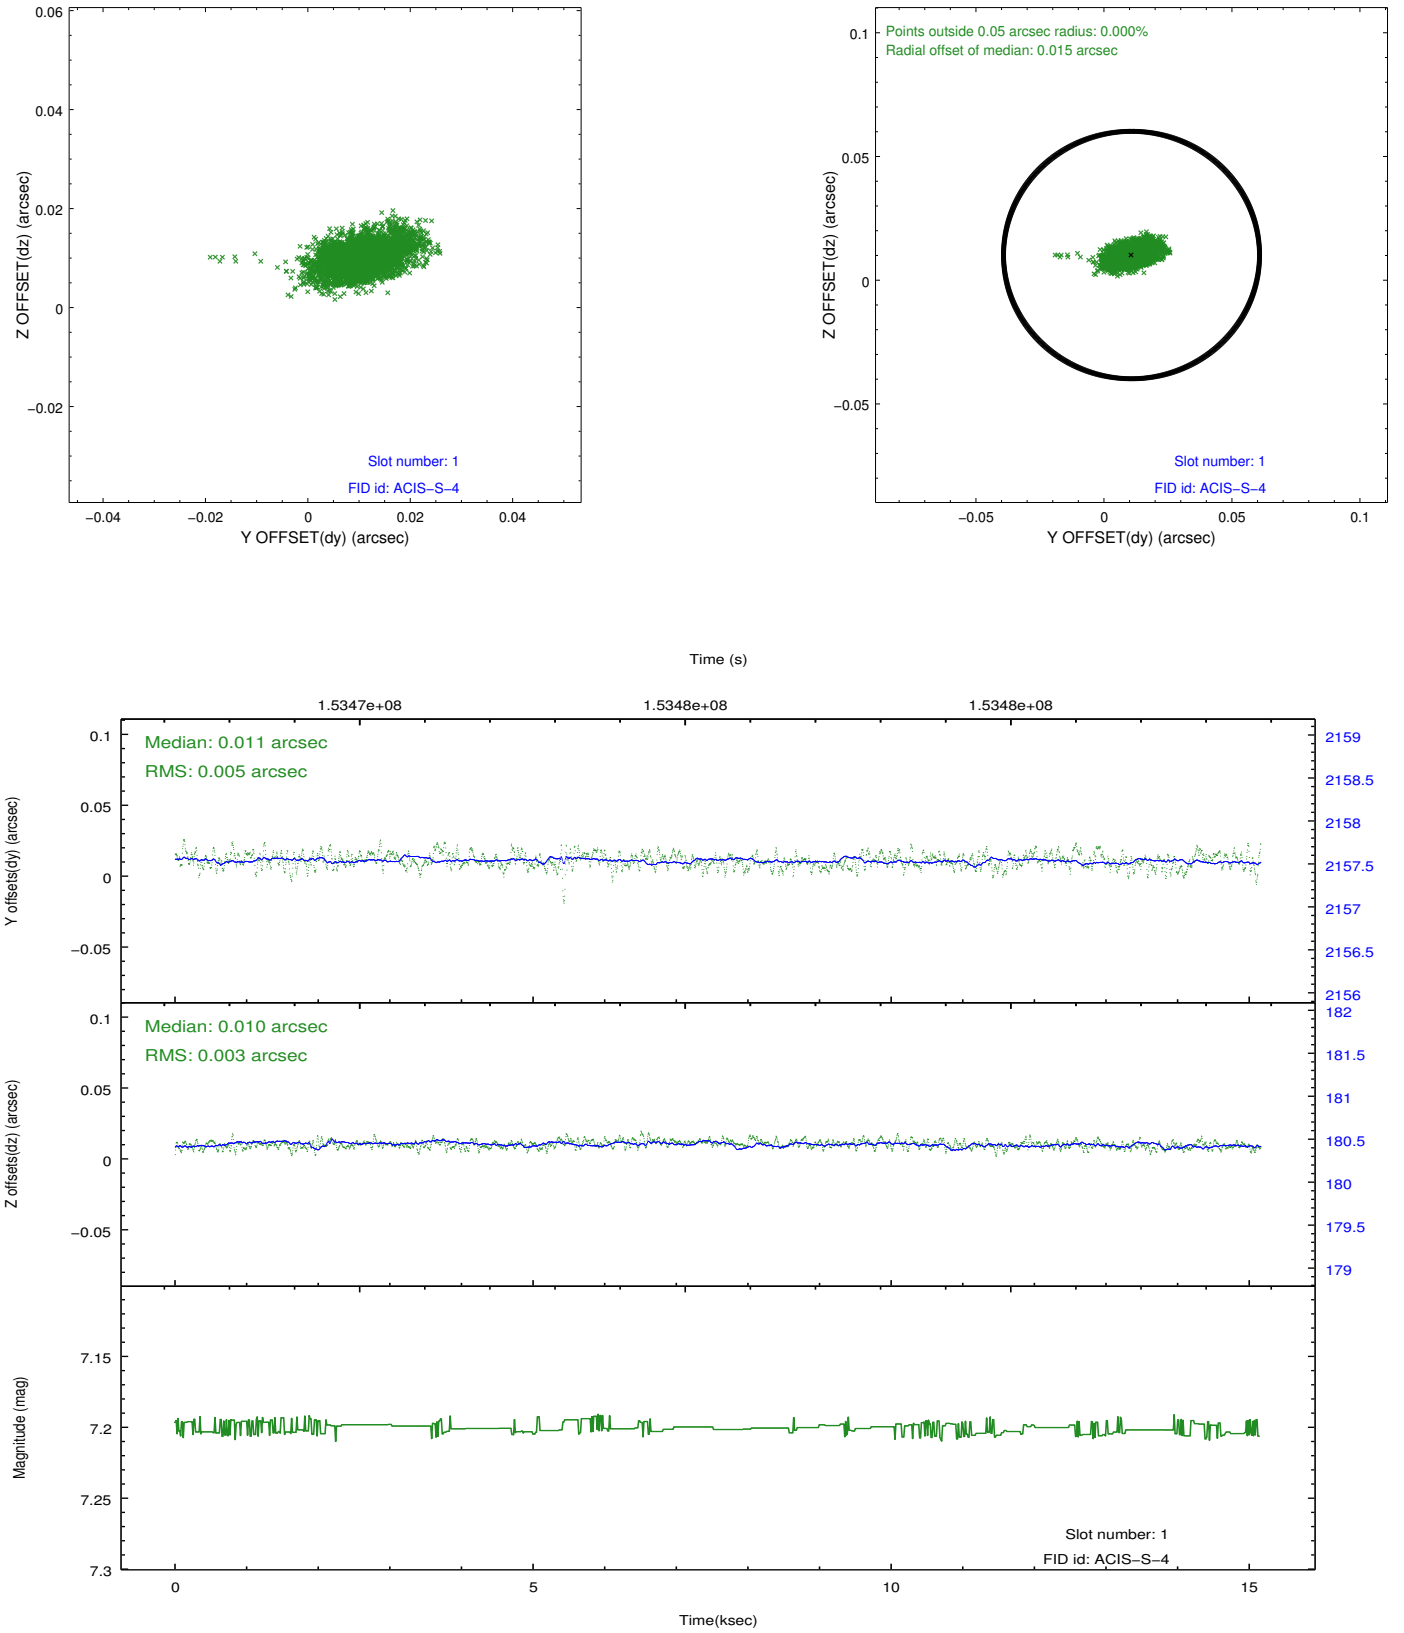 0.06
0.04
0.02
0
−0.02
Z OFFSET(dz) (arcsec)
Slot number: 1
FID id: ACIS−S−4
−0.04 −0.02 0 0.02 0.04
Y OFFSET(dy) (arcsec)
Points outside 0.05 arcsec radius: 0.000%
Radial offset of median: 0.015 arcsec
0.1
0.05
0
−0.05
Z OFFSET(dz) (arcsec)
Slot number: 1
FID id: ACIS−S−4
−0.05 0 0.05 0.1
Y OFFSET(dy) (arcsec)
Time (s)
1.5347e+08 1.5348e+08 1.5348e+08
Median: 0.011 arcsec
RMS: 0.005 arcsec
0.1
0.05
0
−0.05
Y offsets(dy) (arcsec)
2159
2158.5
2158
2157.5
2157
2156.5
2156
Median: 0.010 arcsec
RMS: 0.003 arcsec
0.1
0.05
0
−0.05
Z offsets(dz) (arcsec)
182
181.5
181
180.5
180
179.5
179
7.15
7.2
7.25
7.3
Magnitude (mag)
Slot number: 1
FID id: ACIS−S−4
0 5 10 15
Time(ksec)